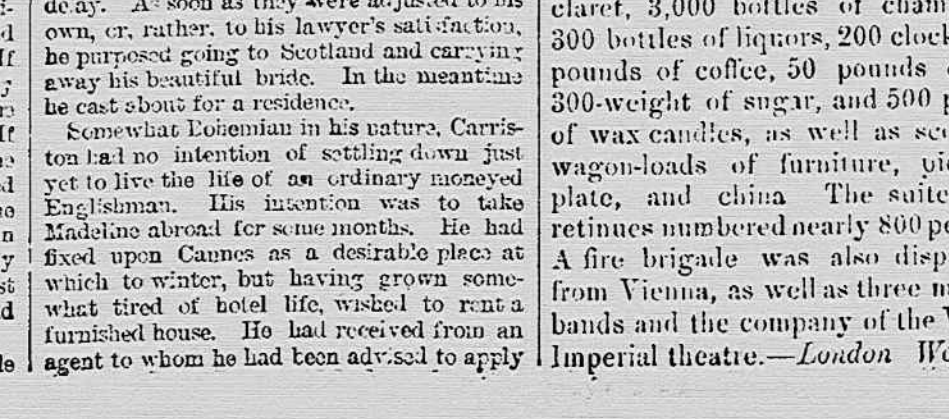 delay. As soon as they were adjusted to his
own, or, rather, to his lawyer's satisfaction,
he purposed going to Scotland and carrying
away his beautiful bride. In the meantime
he cast about for a residence.
Somewhat Bohemian in his nature, Carris-
ton had no intention of settling down just
yet to live the life of an ordinary moneyed
Englishman. His intention was to take
Madeline abroad for some months. He had
fixed upon Cannes as a desirable place at
which to winter, but having grown some-
what tired of hotel life, wished to rent a
furnished house. He had received from an
agent to whom he had been advised to apply
claret, 3,000 bottles of cham
300 bottles of liquors, 200 clock
pounds of coffee, 50 pounds
300-weight of sugar, and 500
of wax candles, as well as se
wagon-loads of furniture,
plate, and china The suite
retinues numbered nearly 800 pe
A fire brigade was also disp
from Vienna, as well as three
bands and the company of the
Imperial theatre.—London